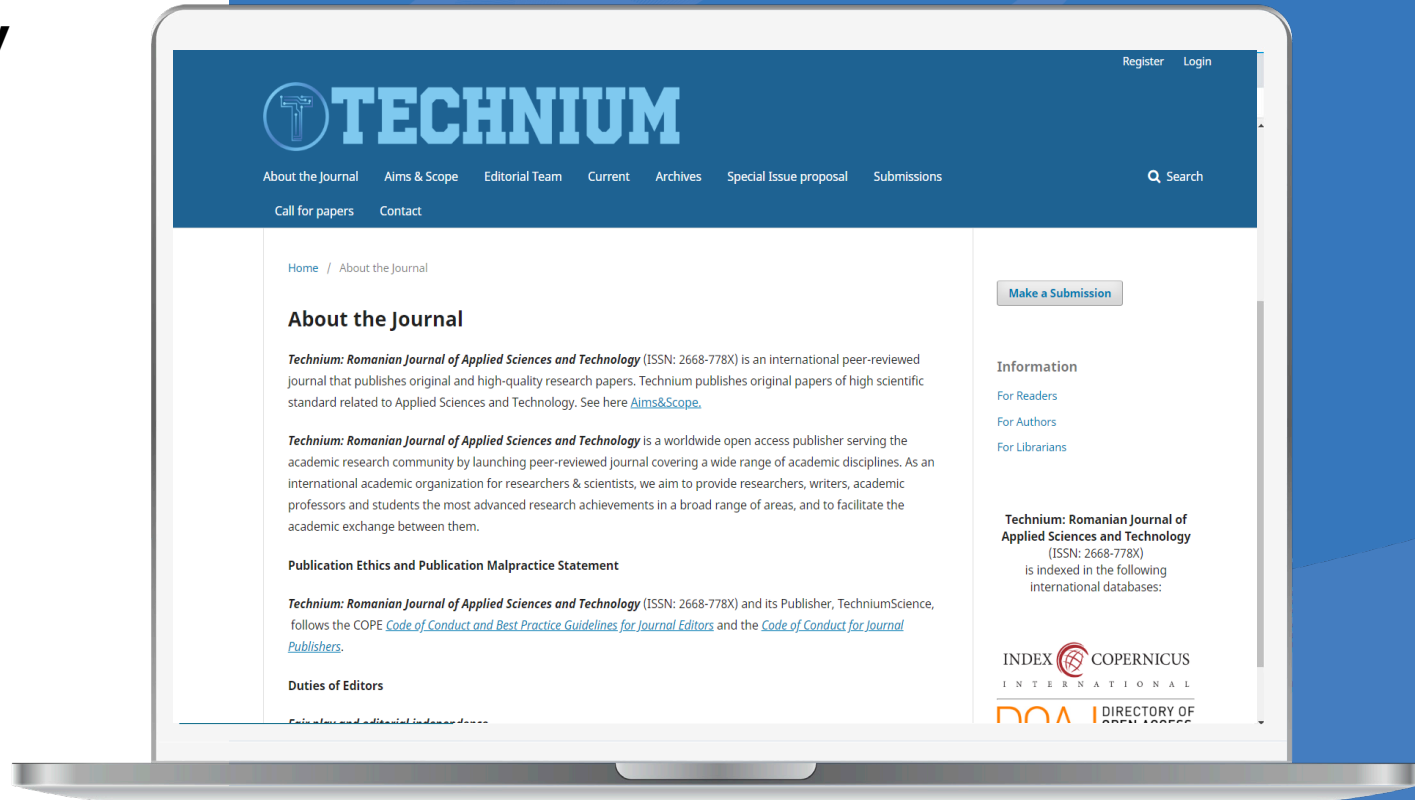 Register Login
TECHNIUM
About the Journal Aims & Scope Editorial Team Current Archives Special Issue proposal Submissions Search
Call for papers Contact
Home / About the Journal
About the Journal
Technium: Romanian Journal of Applied Sciences and Technology (ISSN: 2668-778X) is an international peer-reviewed
journal that publishes original and high-quality research papers. Technium publishes original papers of high scientific
standard related to Applied Sciences and Technology. See here Aims&Scope.
Technium: Romanian Journal of Applied Sciences and Technology is a worldwide open access publisher serving the
academic research community by launching peer-reviewed journal covering a wide range of academic disciplines. As an
international academic organization for researchers & scientists, we aim to provide researchers, writers, academic
professors and students the most advanced research achievements in a broad range of areas, and to facilitate the
academic exchange between them.
Publication Ethics and Publication Malpractice Statement
Technium: Romanian Journal of Applied Sciences and Technology (ISSN: 2668-778X) and its Publisher, TechniumScience,
follows the COPE Code of Conduct and Best Practice Guidelines for Journal Editors and the Code of Conduct for Journal
Publishers.
Duties of Editors
Fair play and editorial independence
Make a Submission
Information
For Readers
For Authors
For Librarians
Technium: Romanian Journal of
Applied Sciences and Technology
(ISSN: 2668-778X)
is indexed in the following
international databases:
INDEX COPERNICUS
INTERNATIONAL
DOAJ DIRECTORY OF
OPEN ACCESS